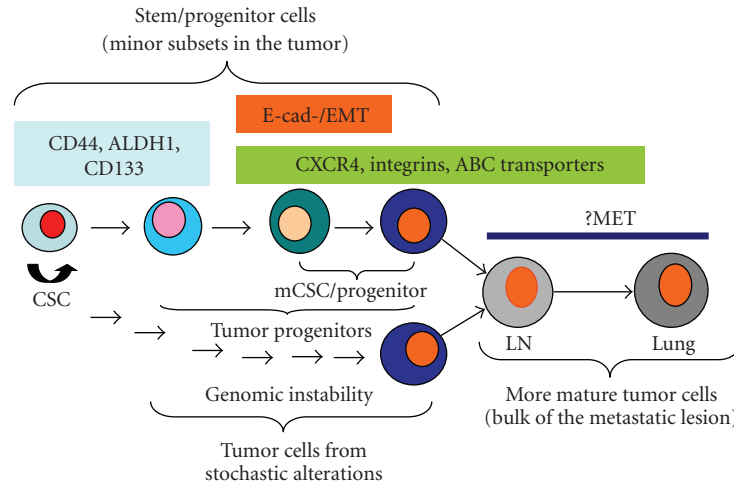 Stem/progenitor cells
(minor subsets in the tumor)
E-cad-/EMT
CD44, ALDH1,
CD133
CXCR4, integrins, ABC transporters
?MET
CSC
mCSC/progenitor
Tumor progenitors
LN
Lung
Genomic instability
More mature tumor cells
(bulk of the metastatic lesion)
Tumor cells from
stochastic alterations